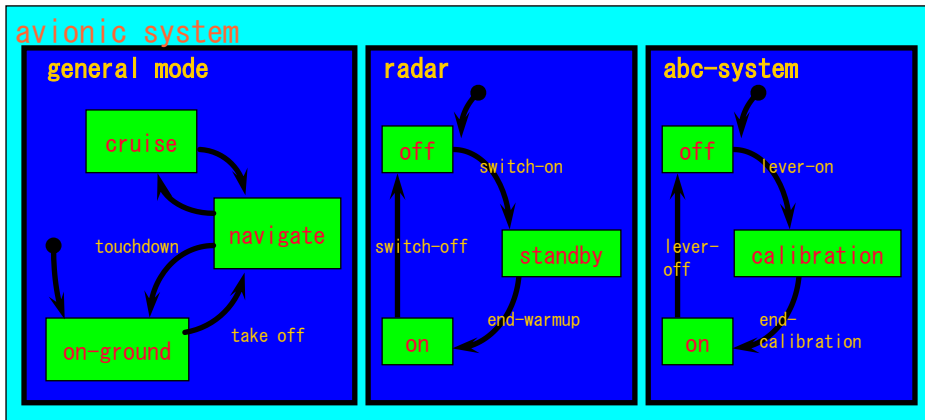 avionic system
general mode
cruise
navigate
touchdown
on-ground
take off
radar
off
switch-on
switch-off
standby
end-warmup
on
abc-system
off
lever-on
lever-
off
calibration
end-
calibration
on